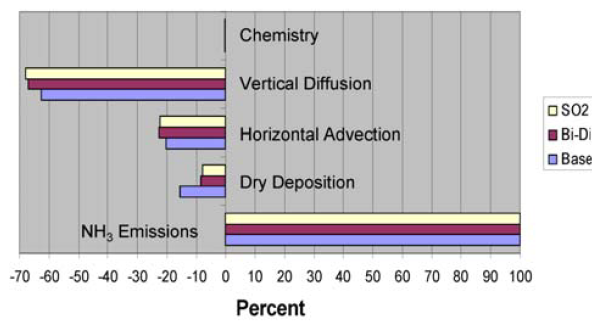 Chemistry
Vertical Diffusion
Horizontal Advection
Dry Deposition
NH₃ Emissions
SO2
Bi-Di
Base
-70 -60 -50 -40 -30 -20 -10 0 10 20 30 40 50 60 70 80 90 100
Percent